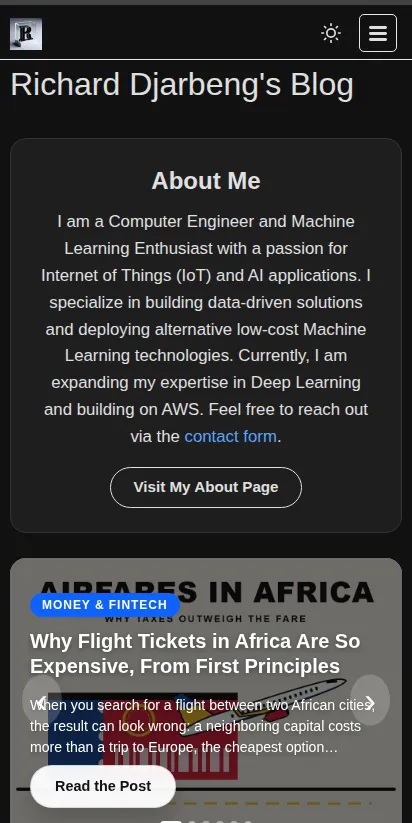 R
Richard Djarbeng's Blog
About Me
I am a Computer Engineer and Machine
Learning Enthusiast with a passion for
Internet of Things (IoT) and AI applications. I
specialize in building data-driven solutions
and deploying alternative low-cost Machine
Learning technologies. Currently, I am
expanding my expertise in Deep Learning
and building on AWS. Feel free to reach out
via the contact form.
Visit My About Page
AIRFARES IN AFRICA
MONEY & FINTECH
WHY TAXES OUTWEIGH THE FARE
Why Flight Tickets in Africa Are So
Expensive, From First Principles
When you search for a flight between two African cities,
the result can look wrong: a neighboring capital costs
more than a trip to Europe, the cheapest option…
Read the Post